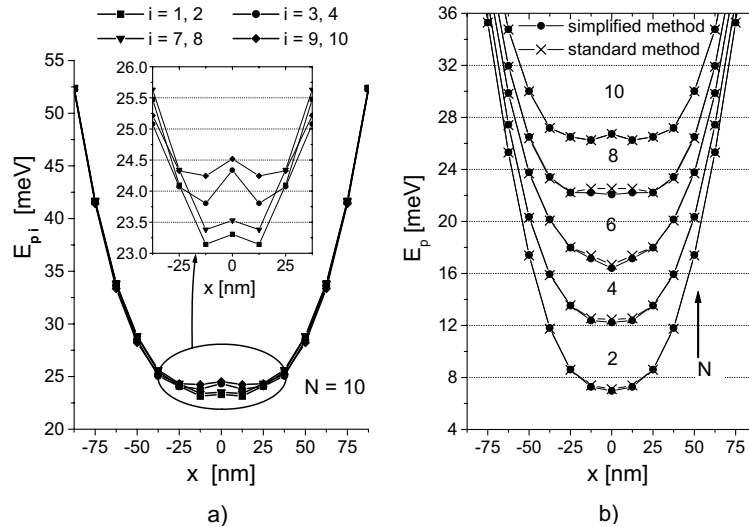 i = 1, 2
i = 3, 4
i = 7, 8
i = 9, 10
55
50
45
40
35
30
25
20
E p i [meV]
26.0
25.5
25.0
24.5
24.0
23.5
23.0
-25 0 25
x [nm]
N = 10
-75 -50 -25 0 25 50 75
x [nm]
a)
36
32
28
24
20
16
12
8
4
E p [meV]
simplified method
standard method
10
8
6
4
2
N
-75 -50 -25 0 25 50 75
x [nm]
b)